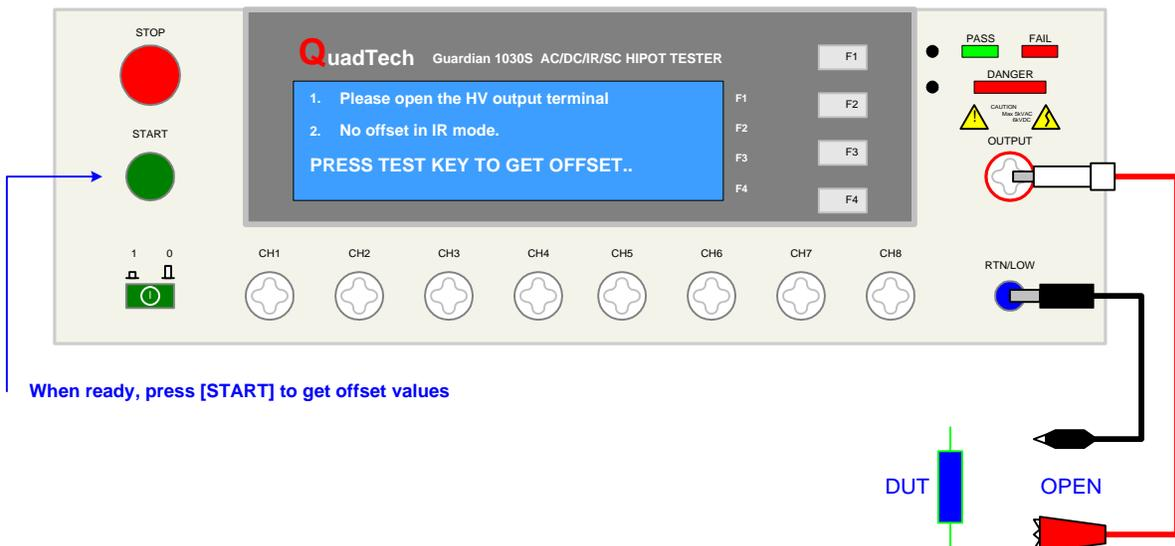 STOP
START
1 0
QuadTech Guardian 1030S AC/DC/IR/SC HIPOT TESTER
1. Please open the HV output terminal
2. No offset in IR mode.
PRESS TEST KEY TO GET OFFSET..
F1
F2
F3
F4
F1
F2
F3
F4
PASS FAIL
DANGER
CAUTION
Max 5kVAC
6kVDC
OUTPUT
CH1 CH2 CH3 CH4 CH5 CH6 CH7 CH8
RTN/LOW
When ready, press [START] to get offset values
DUT
OPEN